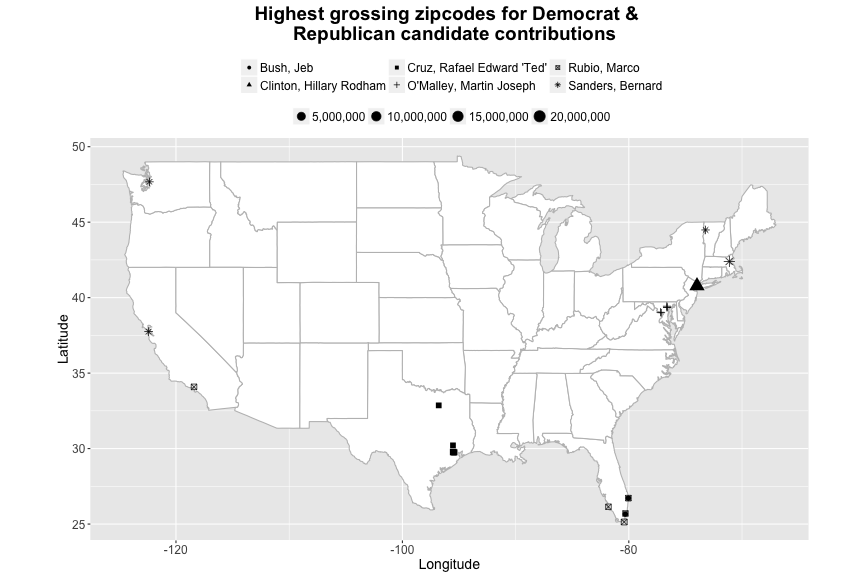 Highest grossing zipcodes for Democrat &
Republican candidate contributions
Bush, Jeb Cruz, Rafael Edward 'Ted' Rubio, Marco
Clinton, Hillary Rodham O'Malley, Martin Joseph Sanders, Bernard
5,000,000 10,000,000 15,000,000 20,000,000
50
45
40
35
30
25
Latitude
-120 -100 -80
Longitude